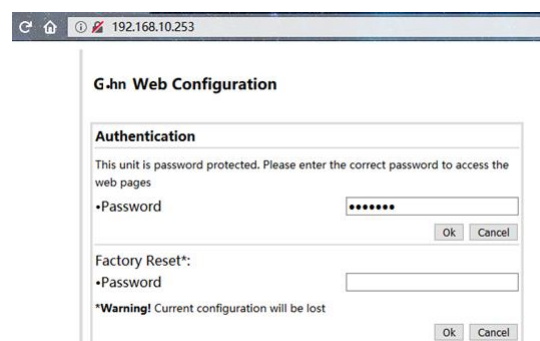 192.168.10.253
G.hn Web Configuration
Authentication
This unit is password protected. Please enter the correct password to access the
web pages
•Password •••••••
Ok Cancel
Factory Reset*:
•Password
*Warning! Current configuration will be lost
Ok Cancel